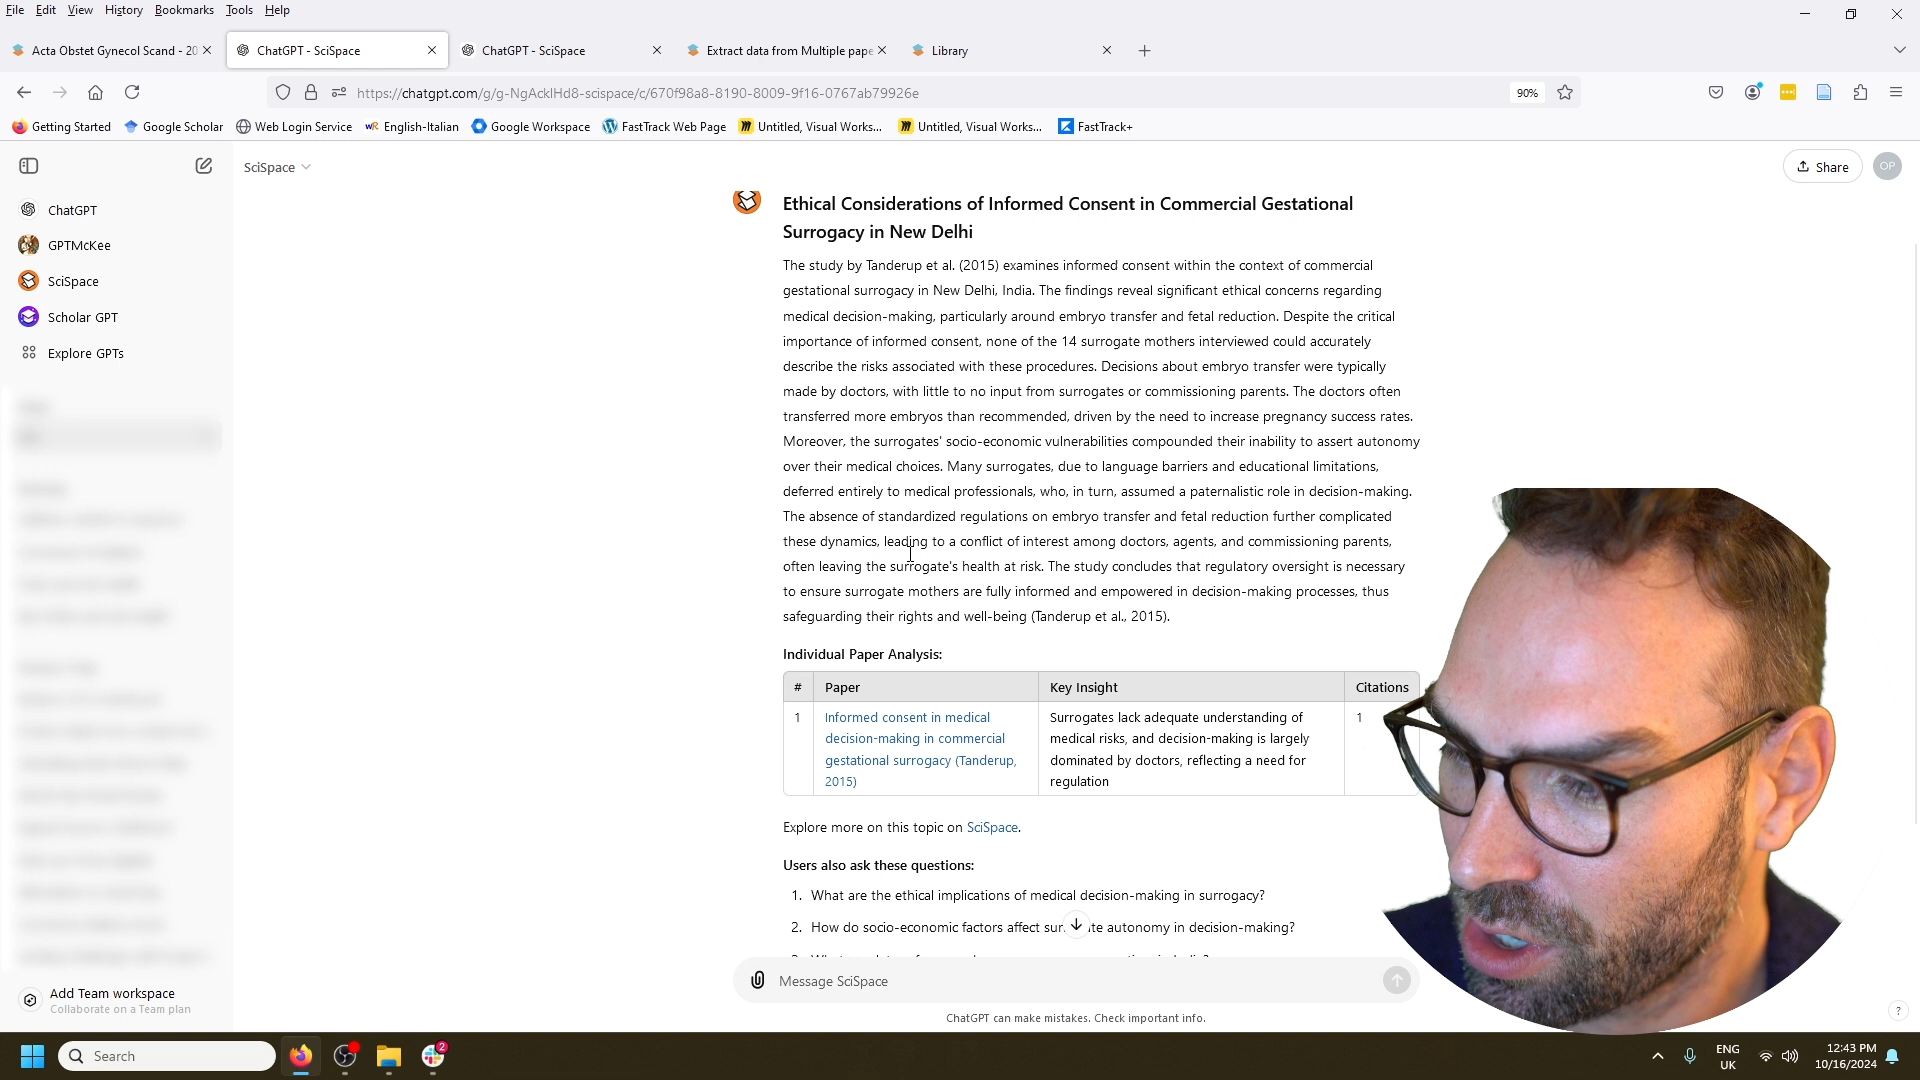 File Edit View History Bookmarks Tools Help
Acta Obstet Gynecol Scand - 20
ChatGPT - SciSpace
ChatGPT - SciSpace
Extract data from Multiple pape
Library
https://chatgpt.com/g/g-NgAcklHd8-scispace/c/670f98a8-8190-8009-9f16-0767ab79926e
90%
Getting Started Google Scholar Web Login Service English-Italian Google Workspace FastTrack Web Page Untitled, Visual Works... Untitled, Visual Works... FastTrack+
SciSpace
Share
OP
ChatGPT
GPTMcKee
SciSpace
Scholar GPT
Explore GPTs
Add Team workspace
Collaborate on a Team plan
Ethical Considerations of Informed Consent in Commercial Gestational
Surrogacy in New Delhi
The study by Tanderup et al. (2015) examines informed consent within the context of commercial
gestational surrogacy in New Delhi, India. The findings reveal significant ethical concerns regarding
medical decision-making, particularly around embryo transfer and fetal reduction. Despite the critical
importance of informed consent, none of the 14 surrogate mothers interviewed could accurately
describe the risks associated with these procedures. Decisions about embryo transfer were typically
made by doctors, with little to no input from surrogates or commissioning parents. The doctors often
transferred more embryos than recommended, driven by the need to increase pregnancy success rates.
Moreover, the surrogates' socio-economic vulnerabilities compounded their inability to assert autonomy
over their medical choices. Many surrogates, due to language barriers and educational limitations,
deferred entirely to medical professionals, who, in turn, assumed a paternalistic role in decision-making.
The absence of standardized regulations on embryo transfer and fetal reduction further complicated
these dynamics, leading to a conflict of interest among doctors, agents, and commissioning parents,
often leaving the surrogate's health at risk. The study concludes that regulatory oversight is necessary
to ensure surrogate mothers are fully informed and empowered in decision-making processes, thus
safeguarding their rights and well-being (Tanderup et al., 2015).
Individual Paper Analysis:
# Paper Key Insight Citations
1 Informed consent in medical Surrogates lack adequate understanding of 1
decision-making in commercial medical risks, and decision-making is largely
gestational surrogacy (Tanderup, dominated by doctors, reflecting a need for
2015) regulation
Explore more on this topic on SciSpace.
Users also ask these questions:
1. What are the ethical implications of medical decision-making in surrogacy?
2. How do socio-economic factors affect sur te autonomy in decision-making?
Message SciSpace
ChatGPT can make mistakes. Check important info.
?
Search
2
ENG
UK
12:43 PM
10/16/2024